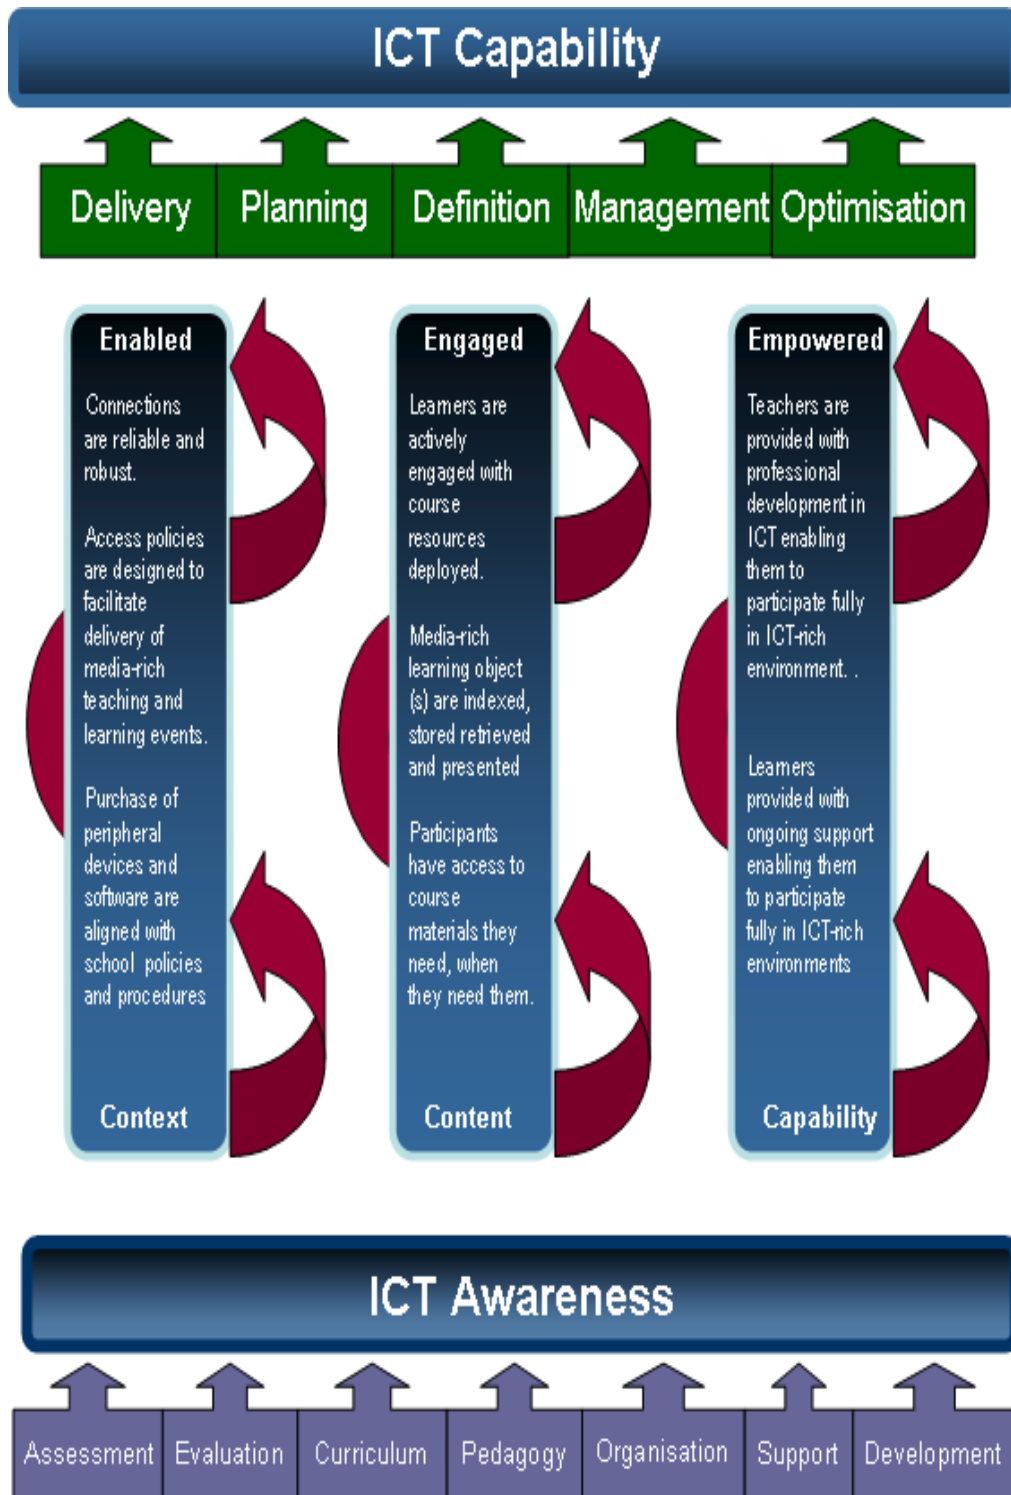 ICT Capability
Delivery
Planning
Definition
Management
Optimisation
Enabled
Connections
are reliable and
robust.
Access policies
are designed to
facilitate
delivery of
media-rich
teaching and
learning events.
Purchase of
peripheral
devices and
software are
aligned with
school policies
and procedures
Context
Engaged
Learners are
actively
engaged with
course
resources
deployed.
Media-rich
learning object
(s) are indexed,
stored retrieved
and presented
Participants
have access to
course
materials they
need, when
they need them.
Content
Empowered
Teachers are
provided with
professional
development in
ICT enabling
them to
participate fully
in ICT-rich
environment. .
Learners
provided with
ongoing support
enabling them
to participate
fully in ICT-rich
environments
Capability
ICT Awareness
Assessment
Evaluation
Curriculum
Pedagogy
Organisation
Support
Development